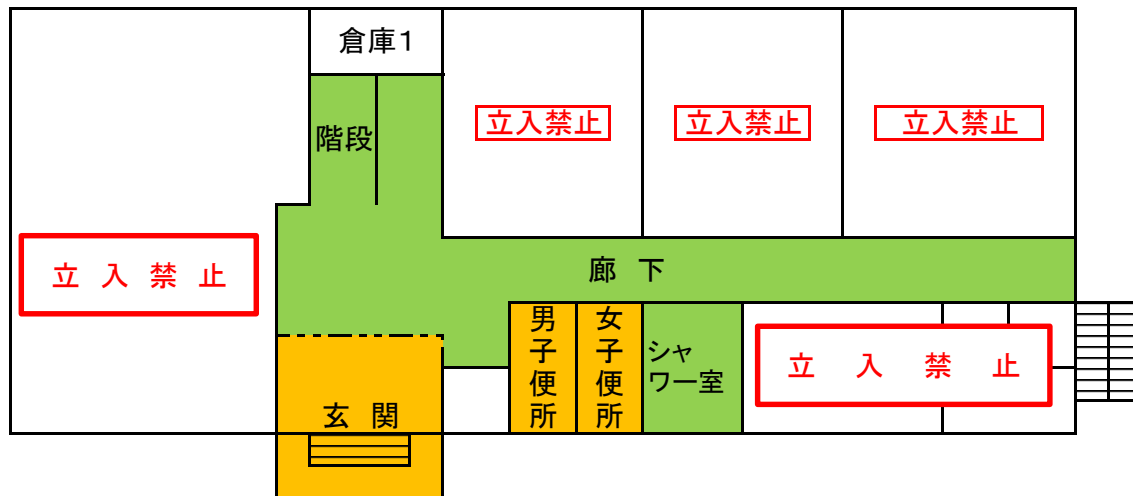 倉庫１
階段
立入禁止
立入禁止
立入禁止
立入禁止
廊下
男子便所
女子便所
シャ
ワー室
立入禁止
玄関